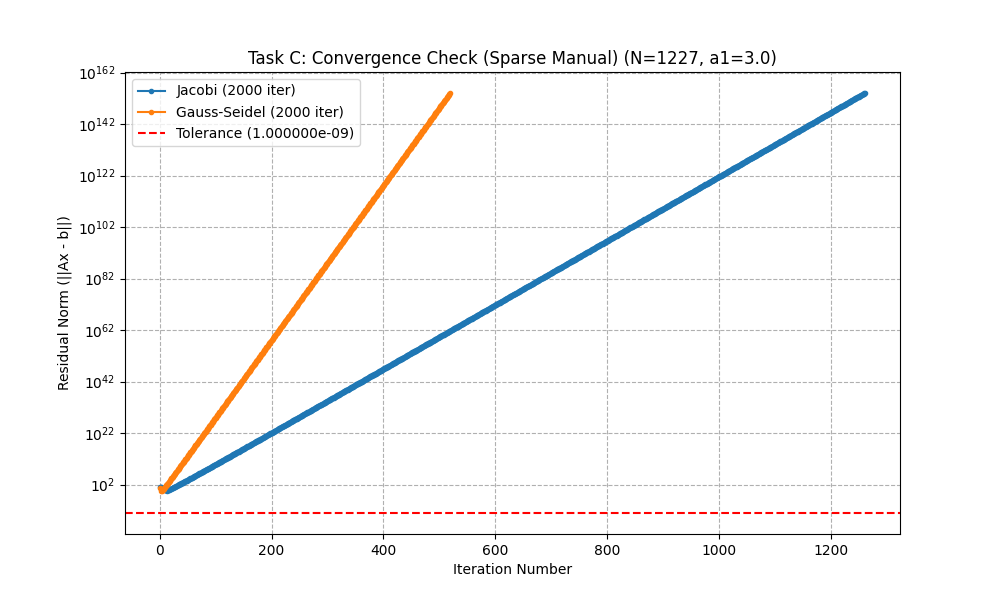 Task C: Convergence Check (Sparse Manual) (N=1227, a1=3.0)
Jacobi (2000 iter)
Gauss-Seidel (2000 iter)
Tolerance (1.000000e-09)
Residual Norm (||Ax - b||)
10^162
10^142
10^122
10^102
10^82
10^62
10^42
10^22
10^2
0 200 400 600 800 1000 1200
Iteration Number